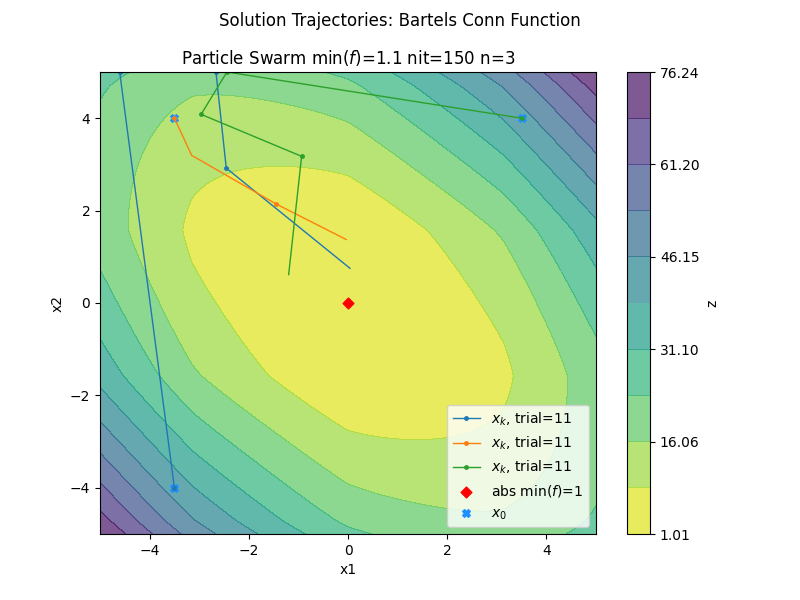 Solution Trajectories: Bartels Conn Function
Particle Swarm min(f)=1.1 nit=150 n=3
4
2
0
−2
−4
x2
−4
−2
0
2
4
x1
x_k, trial=11
x_k, trial=11
x_k, trial=11
abs min(f)=1
x_0
76.24
61.20
46.15
31.10
16.06
1.01
z